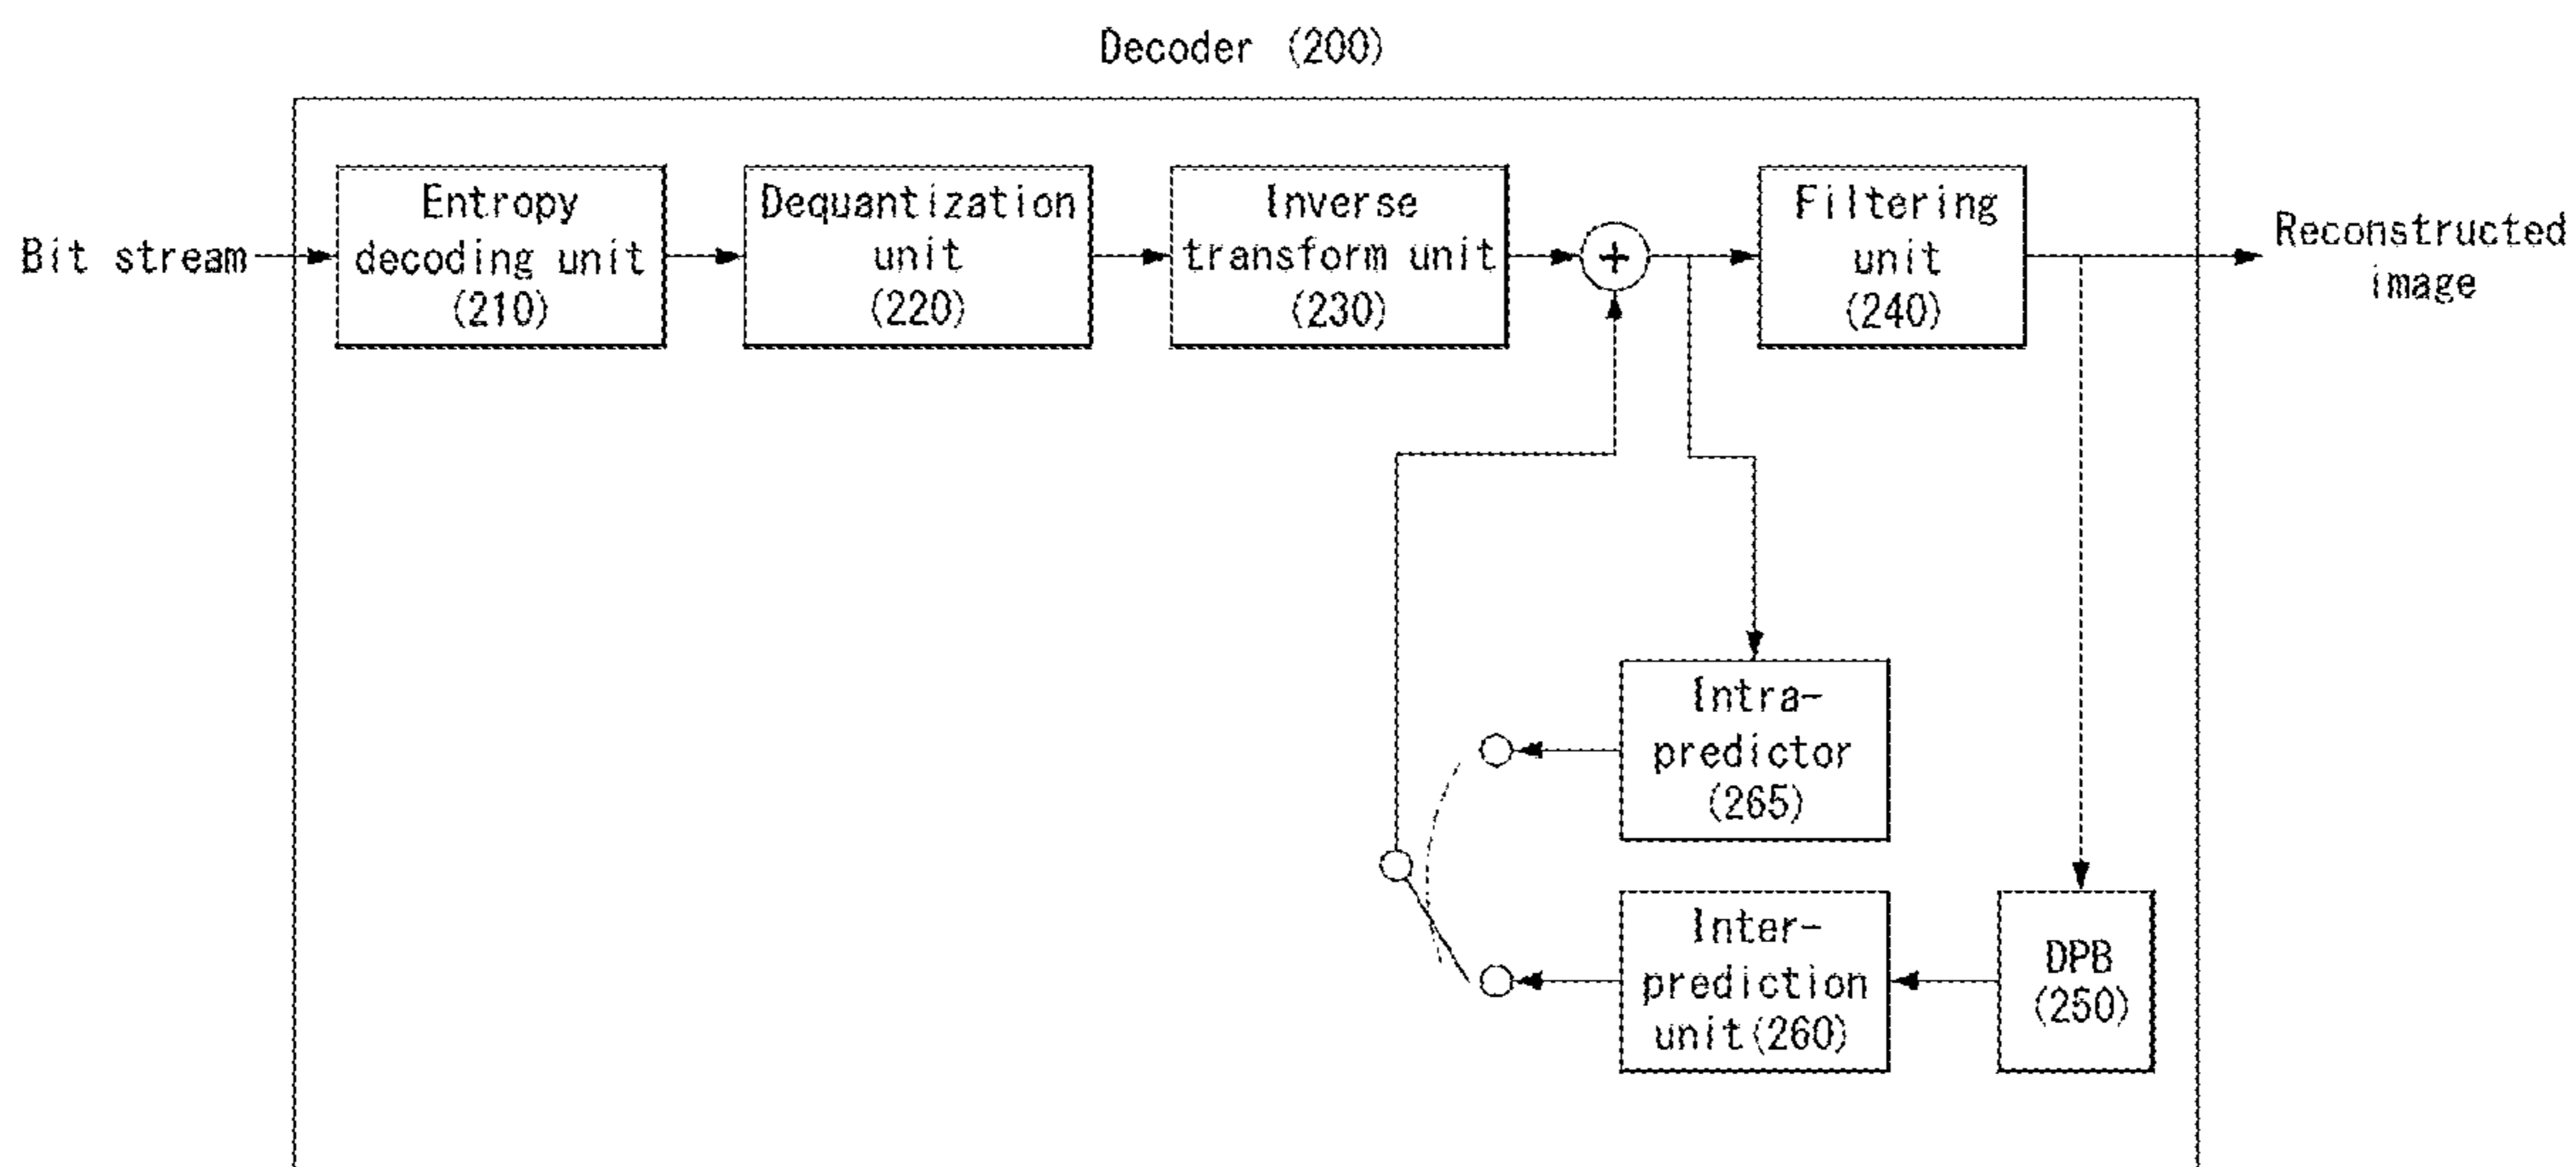 Decoder (200)
Bit stream
Entropy
decoding unit
(210)
Dequantization
unit
(220)
Inverse
transform unit
(230)
+
Filtering
unit
(240)
Reconstructed
image
Intra-
predictor
(265)
Inter-
prediction
unit(260)
DPB
(250)